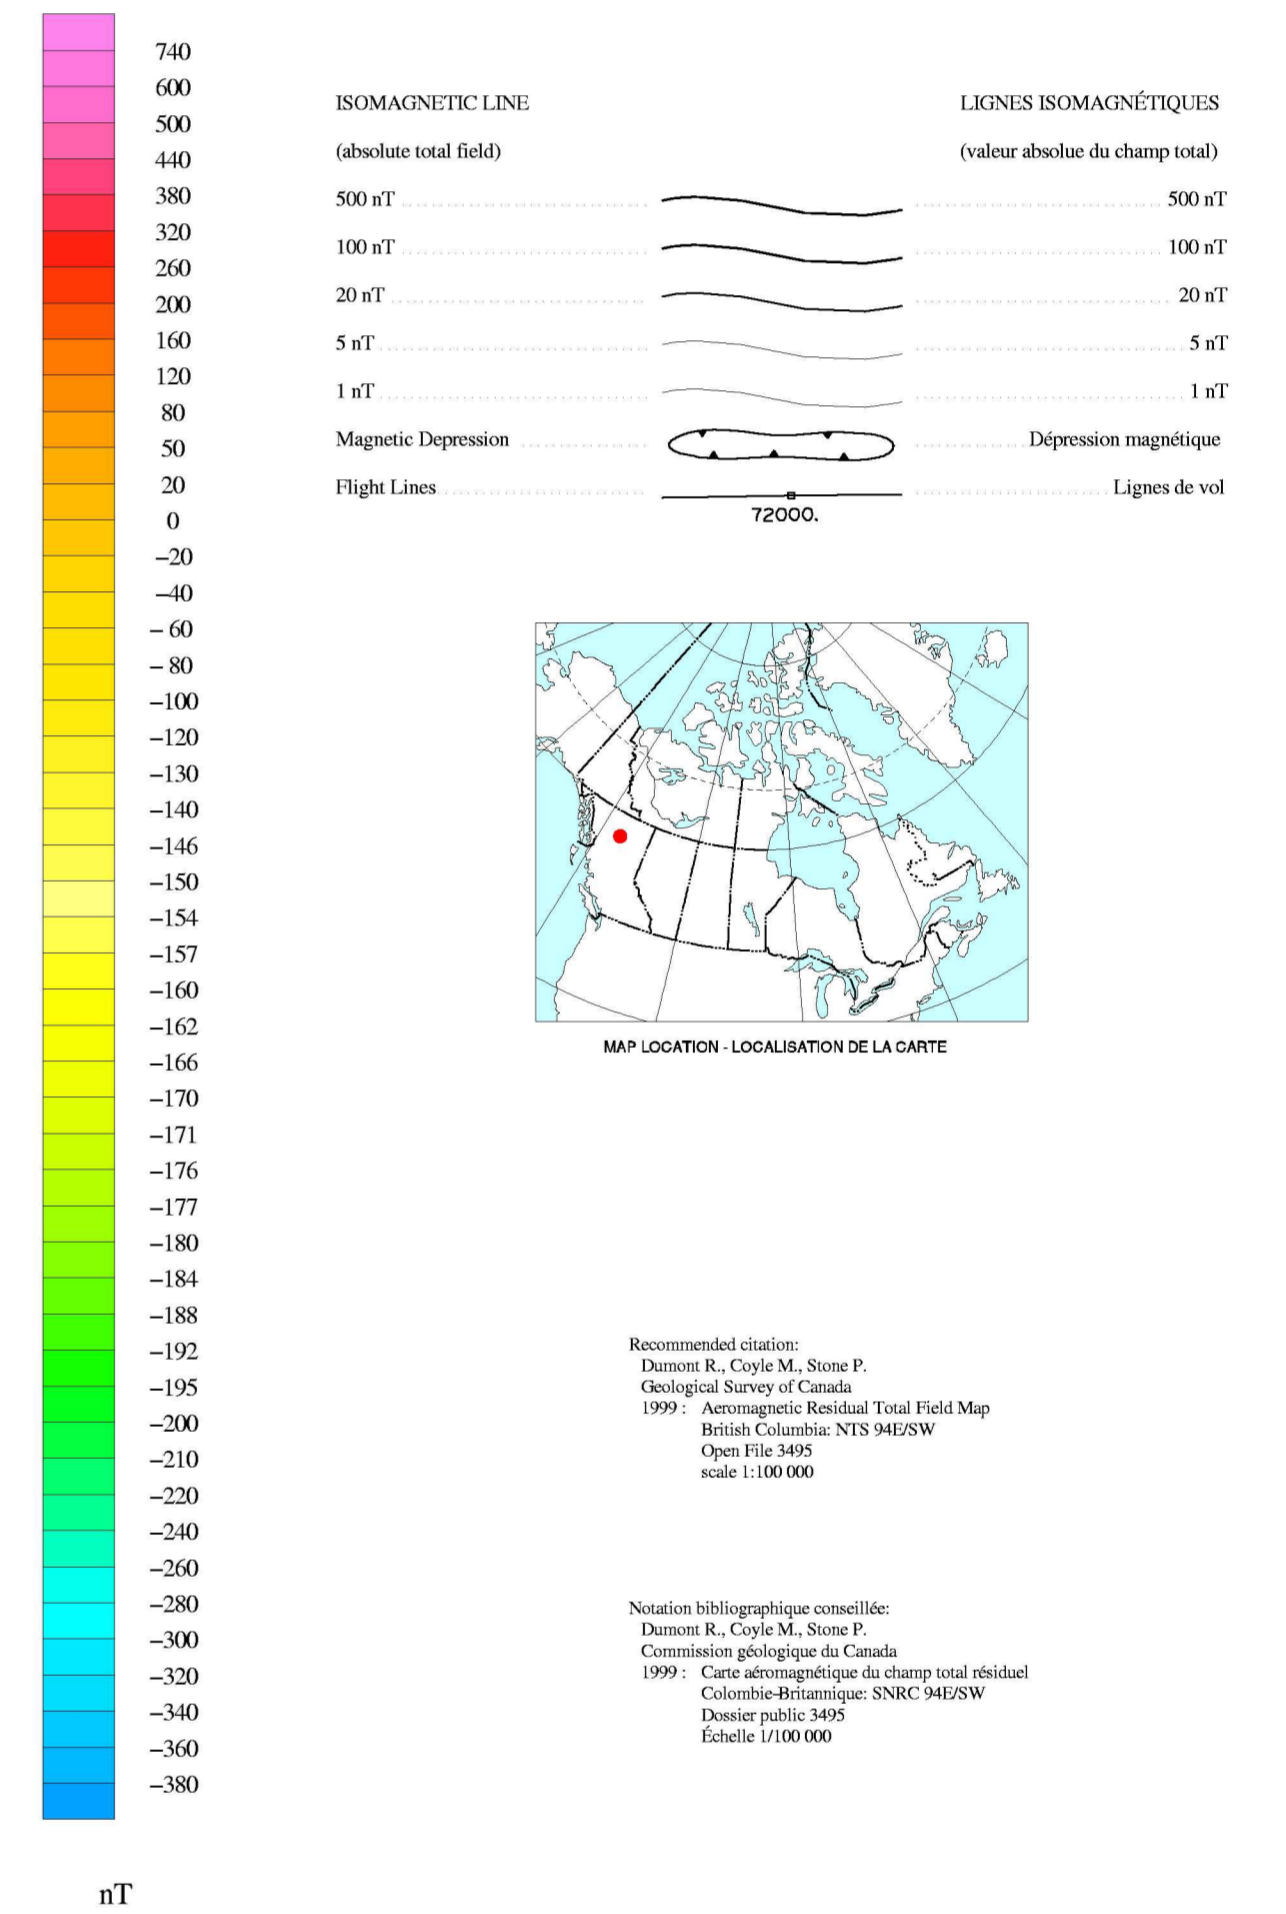 740
600
500
440
380
320
260
200
160
120
80
50
20
0
–20
–40
– 60
– 80
–100
–120
–130
–140
–146
–150
–154
–157
–160
–162
–166
–170
–171
–176
–177
–180
–184
–188
–192
–195
–200
–210
–220
–240
–260
–280
–300
–320
–340
–360
–380
nT
ISOMAGNETIC LINE LIGNES ISOMAGNÉTIQUES
(absolute total field) (valeur absolue du champ total)
500 nT 500 nT
100 nT 100 nT
20 nT 20 nT
5 nT 5 nT
1 nT 1 nT
Magnetic Depression Dépression magnétique
Flight Lines Lignes de vol
72000.
MAP LOCATION - LOCALISATION DE LA CARTE
Recommended citation:
Dumont R., Coyle M., Stone P.
Geological Survey of Canada
1999 : Aeromagnetic Residual Total Field Map
British Columbia: NTS 94E/SW
Open File 3495
scale 1:100 000
Notation bibliographique conseillée:
Dumont R., Coyle M., Stone P.
Commission géologique du Canada
1999 : Carte aéromagnétique du champ total résiduel
Colombie-Britannique: SNRC 94E/SW
Dossier public 3495
Échelle 1/100 000